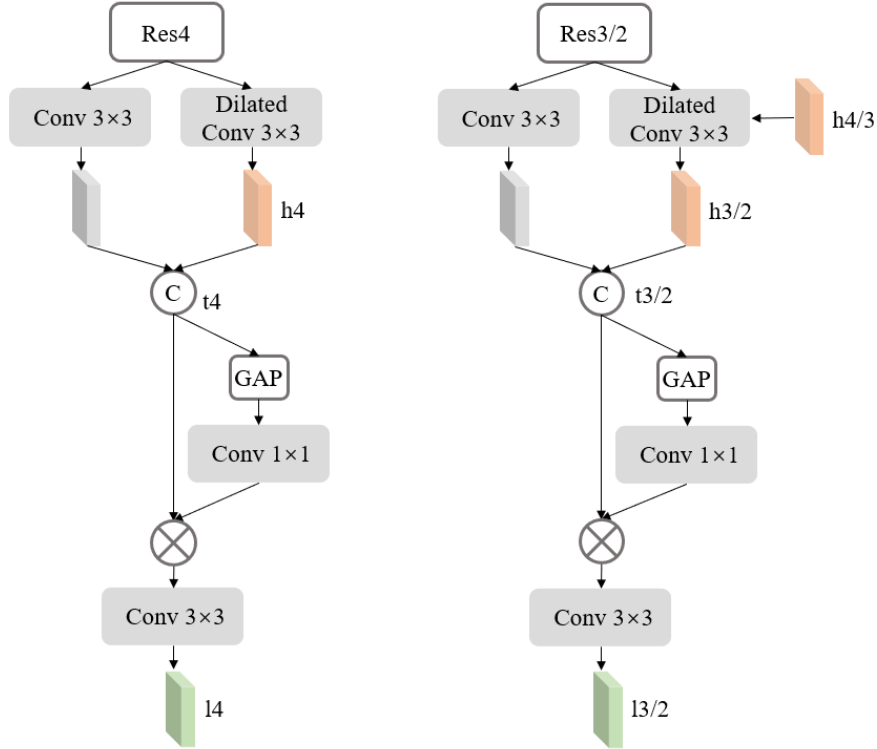 Res4
Conv 3×3
Dilated
Conv 3×3
h4
C
t4
GAP
Conv 1×1
Conv 3×3
l4
Res3/2
Conv 3×3
Dilated
Conv 3×3
h4/3
h3/2
C
t3/2
GAP
Conv 1×1
Conv 3×3
l3/2